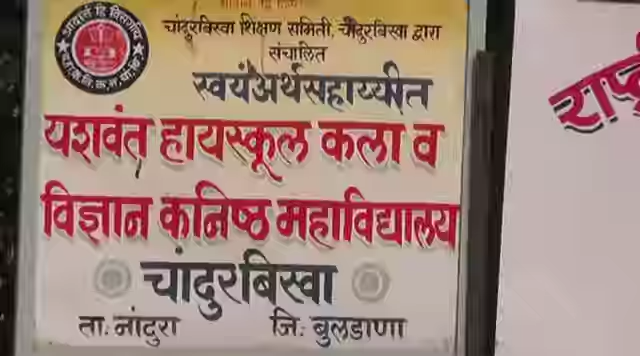 चांदुरबिस्वा शिक्षण समिती, चांदुरबिस्वा द्वारा
संचालित
स्वयंअर्थसहाय्यीत
यशवंत हायस्कूल कला व
विज्ञान कनिष्ठ महाविद्यालय
चांदुरबिस्वा
ता. नांदुरा जि. बुलडाणा